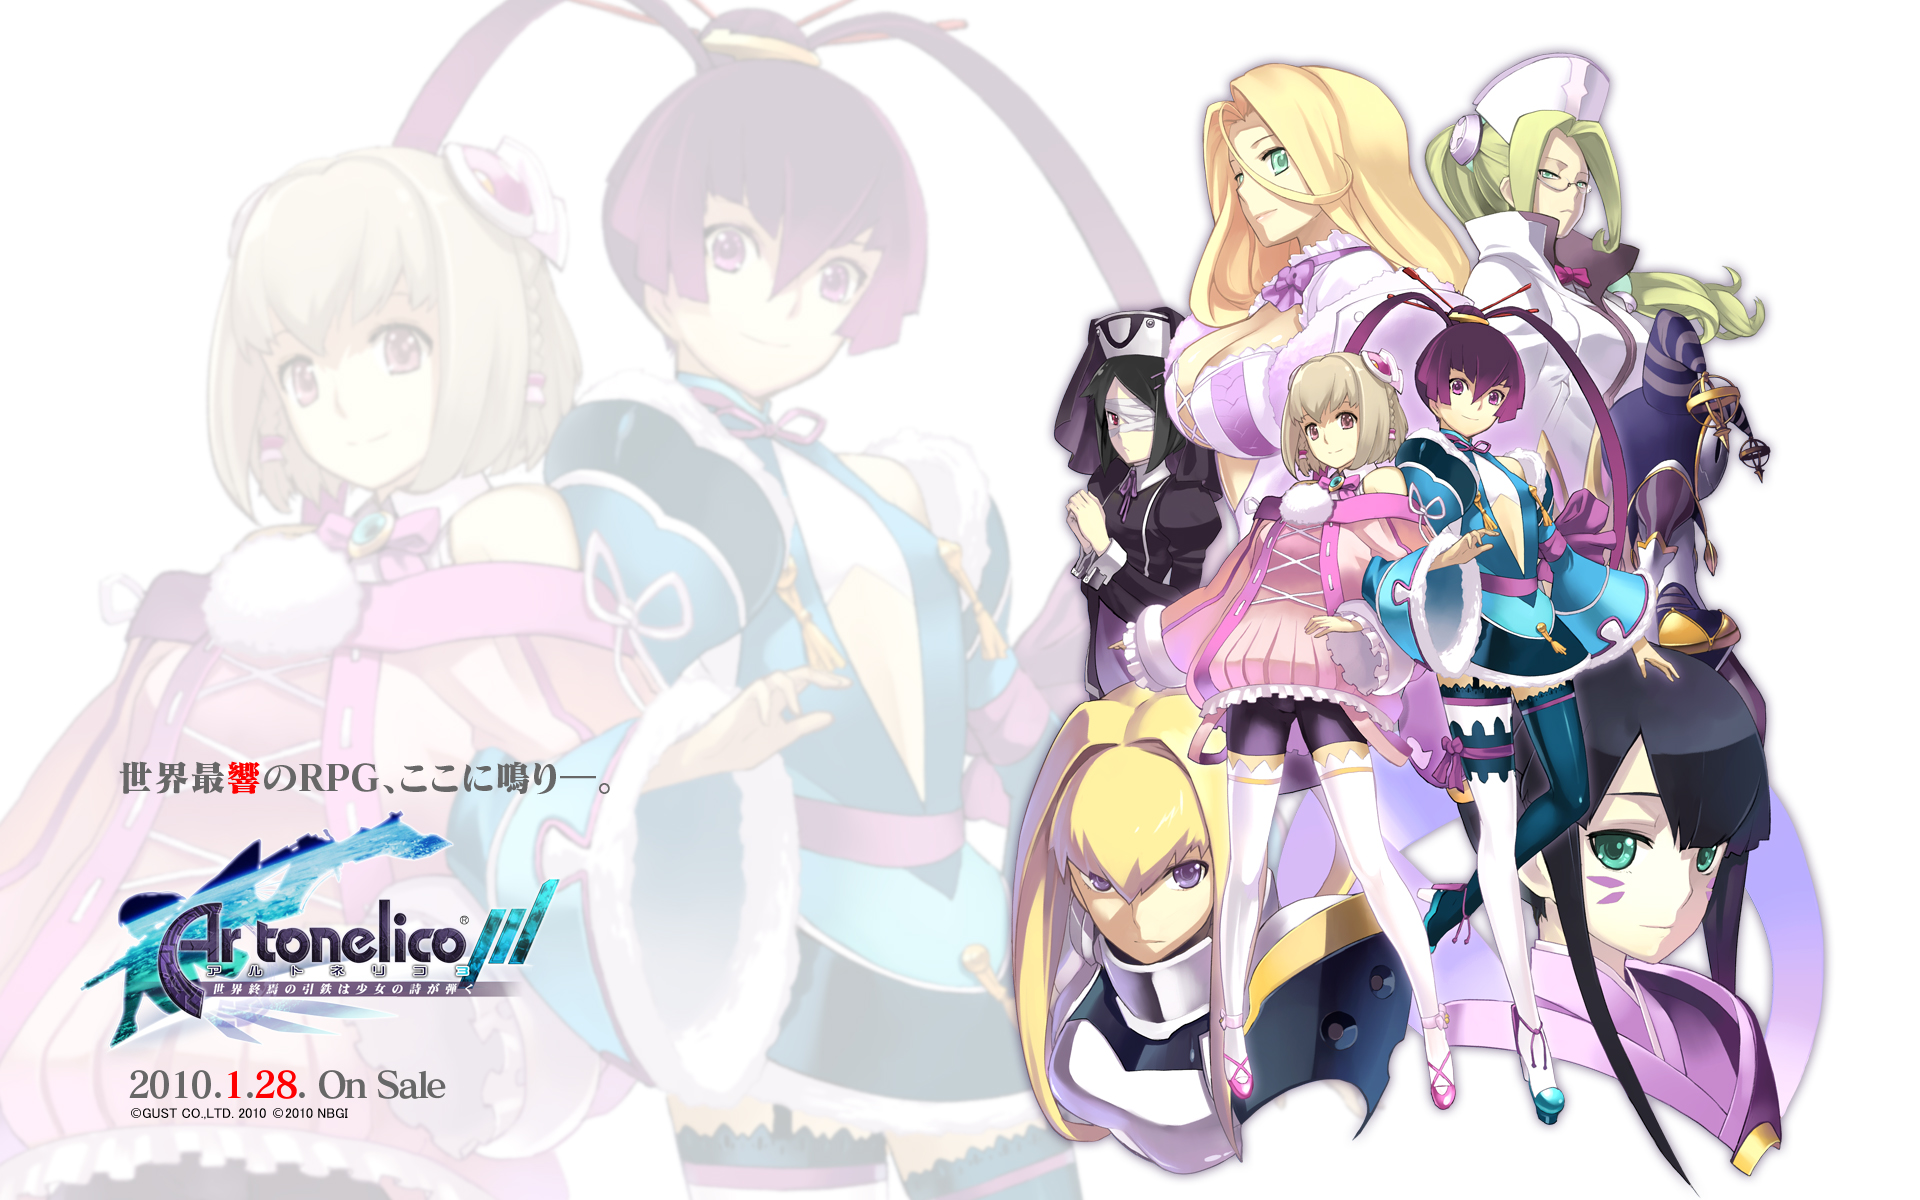 世界最響のRPG、ここに鳴り―。
Ar tonelico® III
アルトネリコ3
世界終焉の引鉄は少女の詩が弾く
2010.1.28. On Sale
©GUST CO.,LTD. 2010 ©2010 NBGI